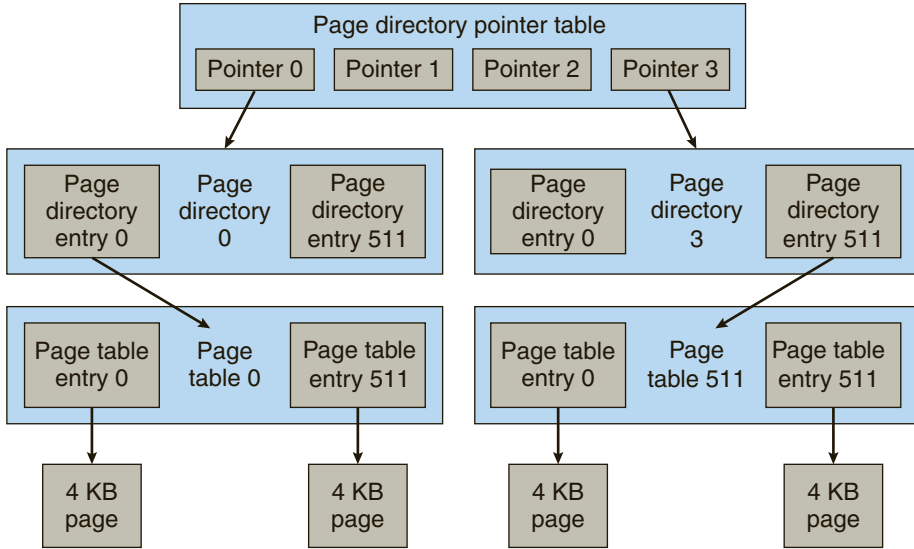 Page directory pointer table
Pointer 0
Pointer 1
Pointer 2
Pointer 3
Page
directory
entry 0
Page
directory
0
Page
directory
entry 511
Page
directory
entry 0
Page
directory
3
Page
directory
entry 511
Page table
entry 0
Page
table 0
Page table
entry 511
Page table
entry 0
Page
table 511
Page table
entry 511
4 KB
page
4 KB
page
4 KB
page
4 KB
page